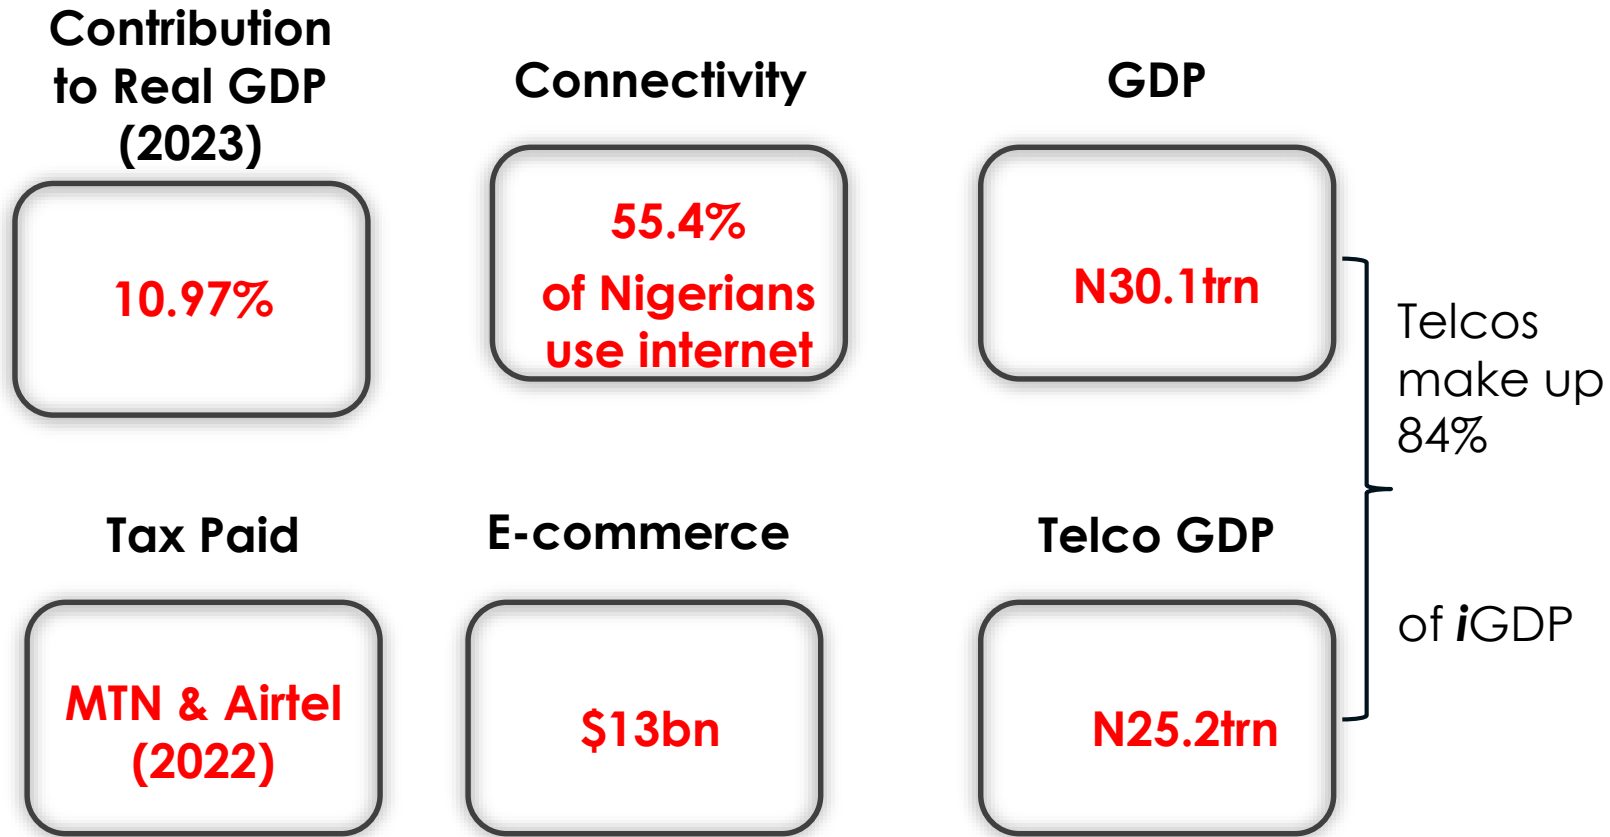 Contribution
to Real GDP
(2023)
10.97%
Connectivity
55.4%
of Nigerians
use internet
GDP
N30.1trn
Telcos
make up
84%
of iGDP
Tax Paid
MTN & Airtel
(2022)
E-commerce
$13bn
Telco GDP
N25.2trn